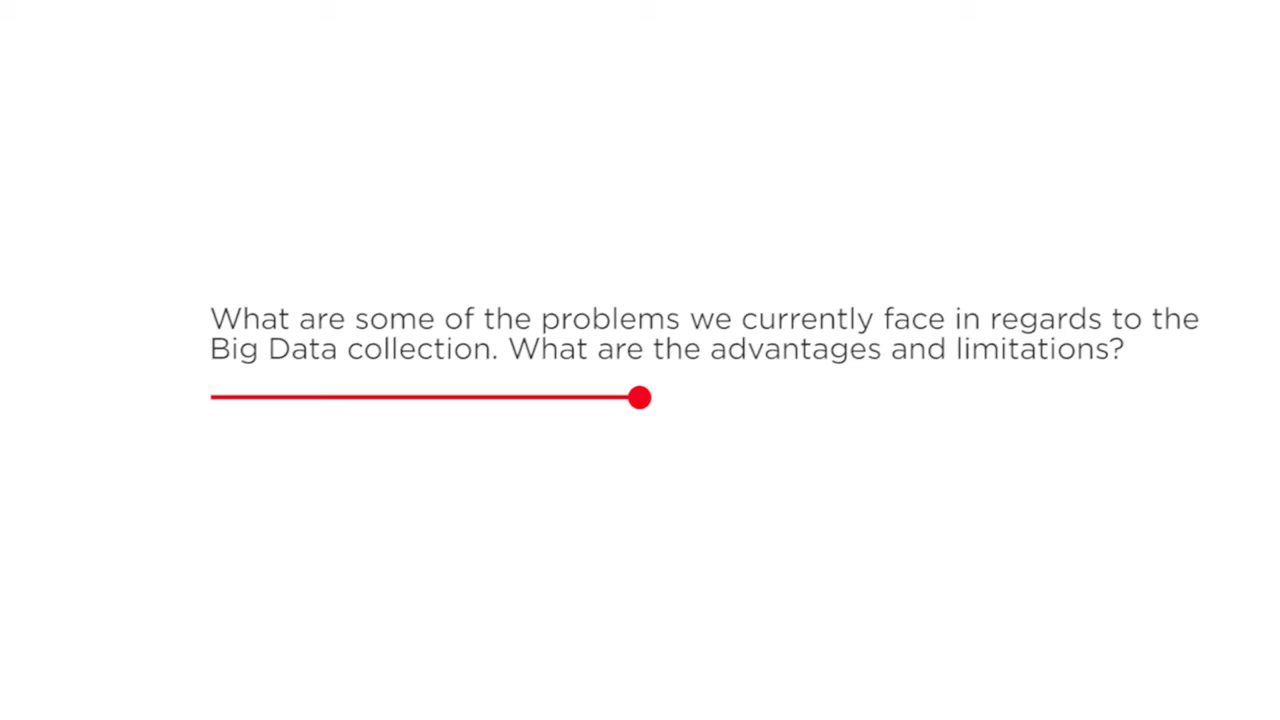 What are some of the problems we currently face in regards to the
Big Data collection. What are the advantages and limitations?